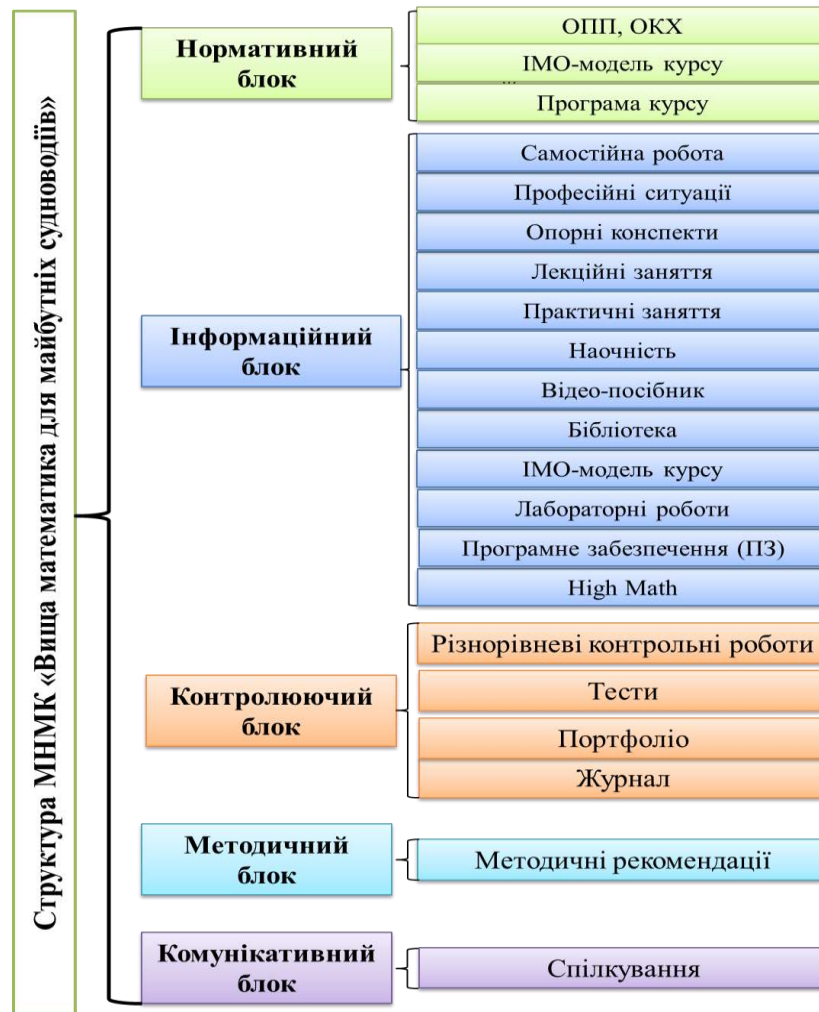 Структура МНМК «Вища математика для майбутніх судноводіїв»
Нормативний
блок
ОПП, ОКХ
ІМО-модель курсу
Програма курсу
Інформаційний
блок
Самостійна робота
Професійні ситуації
Опорні конспекти
Лекційні заняття
Практичні заняття
Наочність
Відео-посібник
Бібліотека
ІМО-модель курсу
Лабораторні роботи
Програмне забезпечення (ПЗ)
High Math
Контролюючий
блок
Різнорівневі контрольні роботи
Тести
Портфоліо
Журнал
Методичний
блок
Методичні рекомендації
Комунікативний
блок
Спілкування